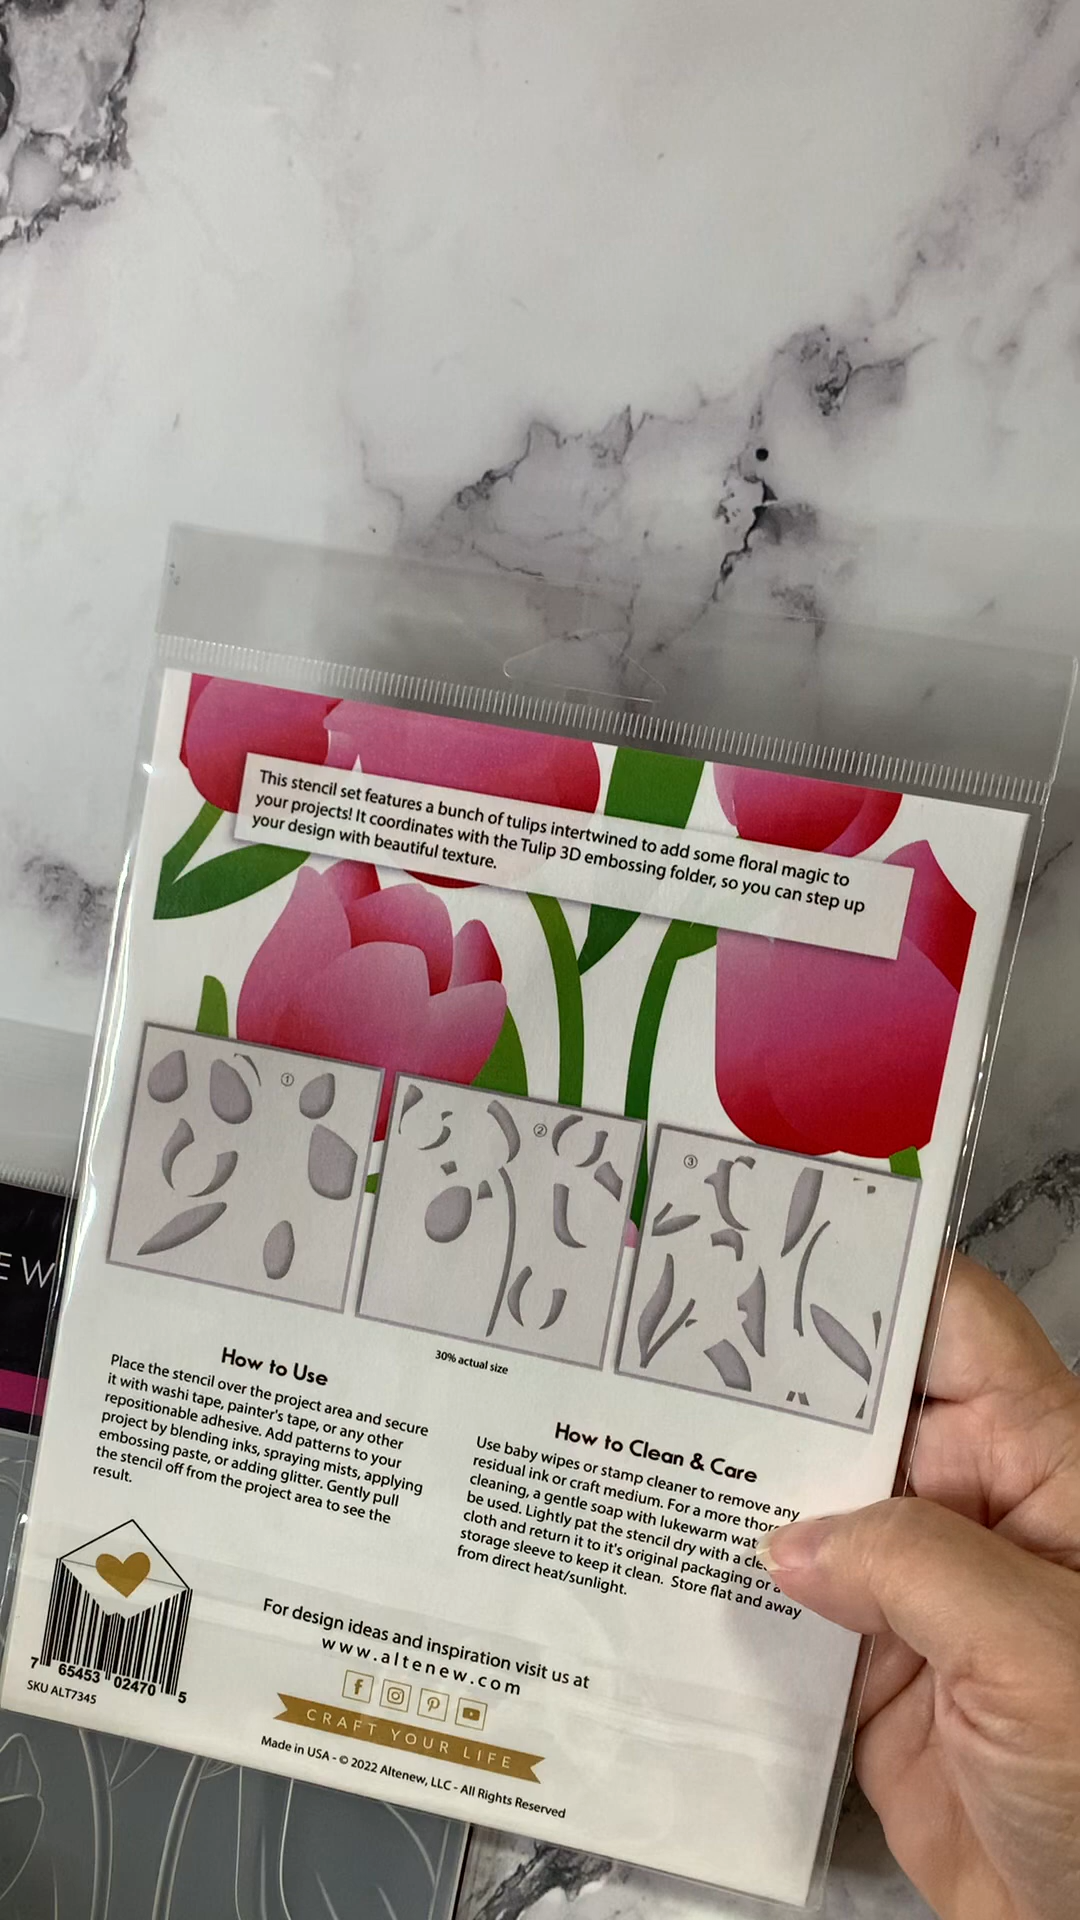 This stencil set features a bunch of tulips intertwined to add some floral magic to
your projects! It coordinates with the Tulip 3D embossing folder, so you can step up
your design with beautiful texture.
1
2
3
30% actual size
How to Use
Place the stencil over the project area and secure
it with washi tape, painter's tape, or any other
repositionable adhesive. Add patterns to your
project by blending inks, spraying mists, applying
embossing paste, or adding glitter. Gently pull
the stencil off from the project area to see the
result.
How to Clean & Care
Use baby wipes or stamp cleaner to remove any
residual ink or craft medium. For a more
cleaning, a gentle soap with lukewarm
be used. Lightly pat the stencil dry with a
cloth and return it to it's original packaging or
storage sleeve to keep it clean. Store flat and away
from direct heat/sunlight.
EW
7 65453 02470 5
SKU ALT7345
For design ideas and inspiration visit us at
www.altenew.com
CRAFT YOUR LIFE
Made in USA - © 2022 Altenew, LLC - All Rights Reserved